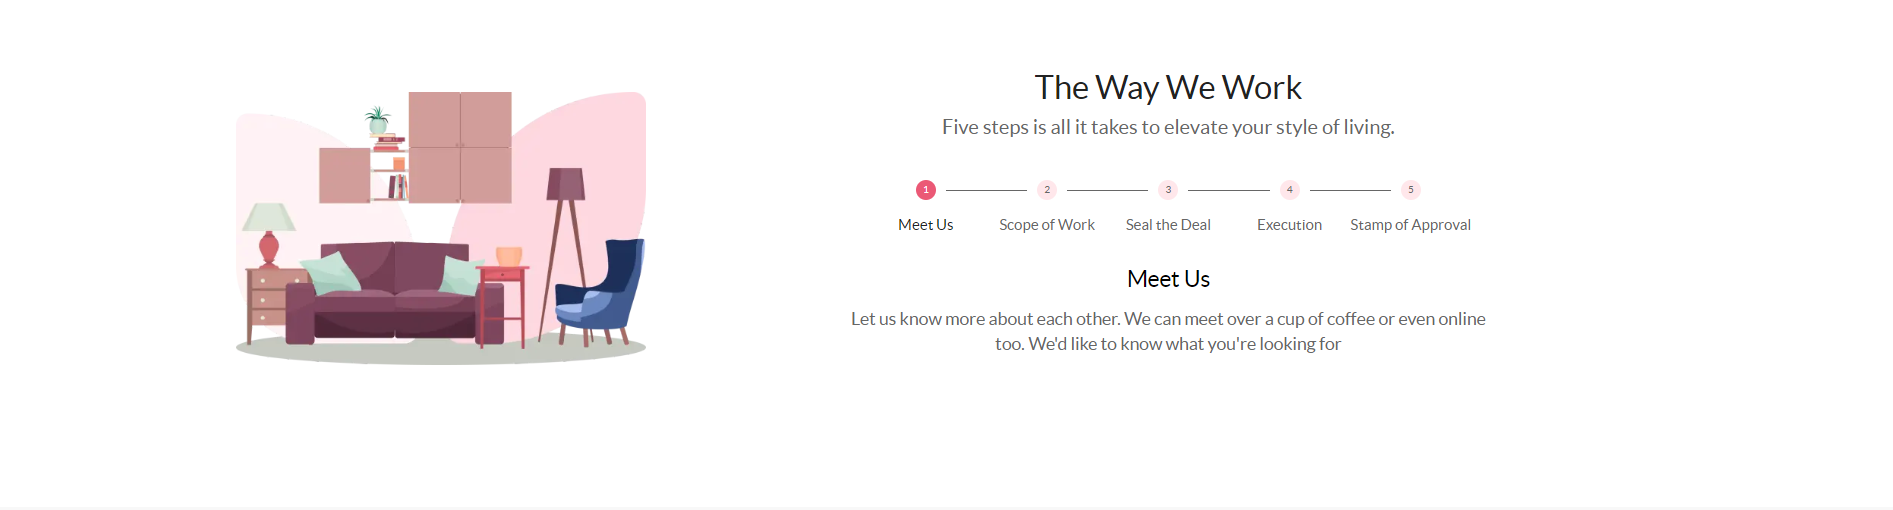 The Way We Work
Five steps is all it takes to elevate your style of living.
1 2 3 4 5
Meet Us Scope of Work Seal the Deal Execution Stamp of Approval
Meet Us
Let us know more about each other. We can meet over a cup of coffee or even online
too. We'd like to know what you're looking for